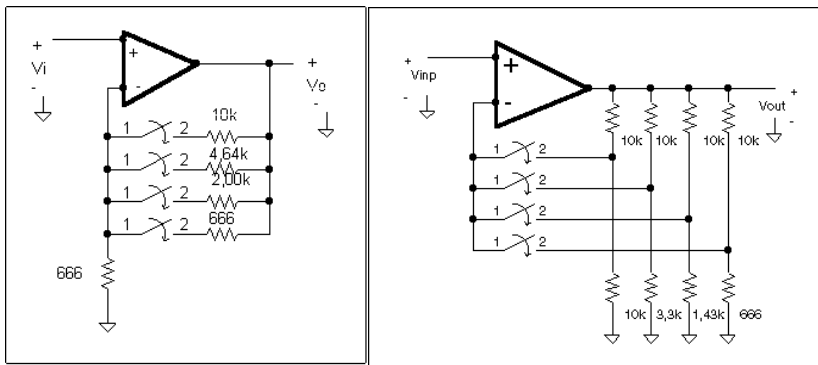 +
Vi
-
+
-
+
Vo
-
1 2 10k
1 2 4,64k
1 2 2,00k
1 2 666
666
+
Vinp
-
+
-
+
Vout
-
10k 10k 10k 10k
1 2
1 2
1 2
1 2
10k 3,3k 1,43k 666